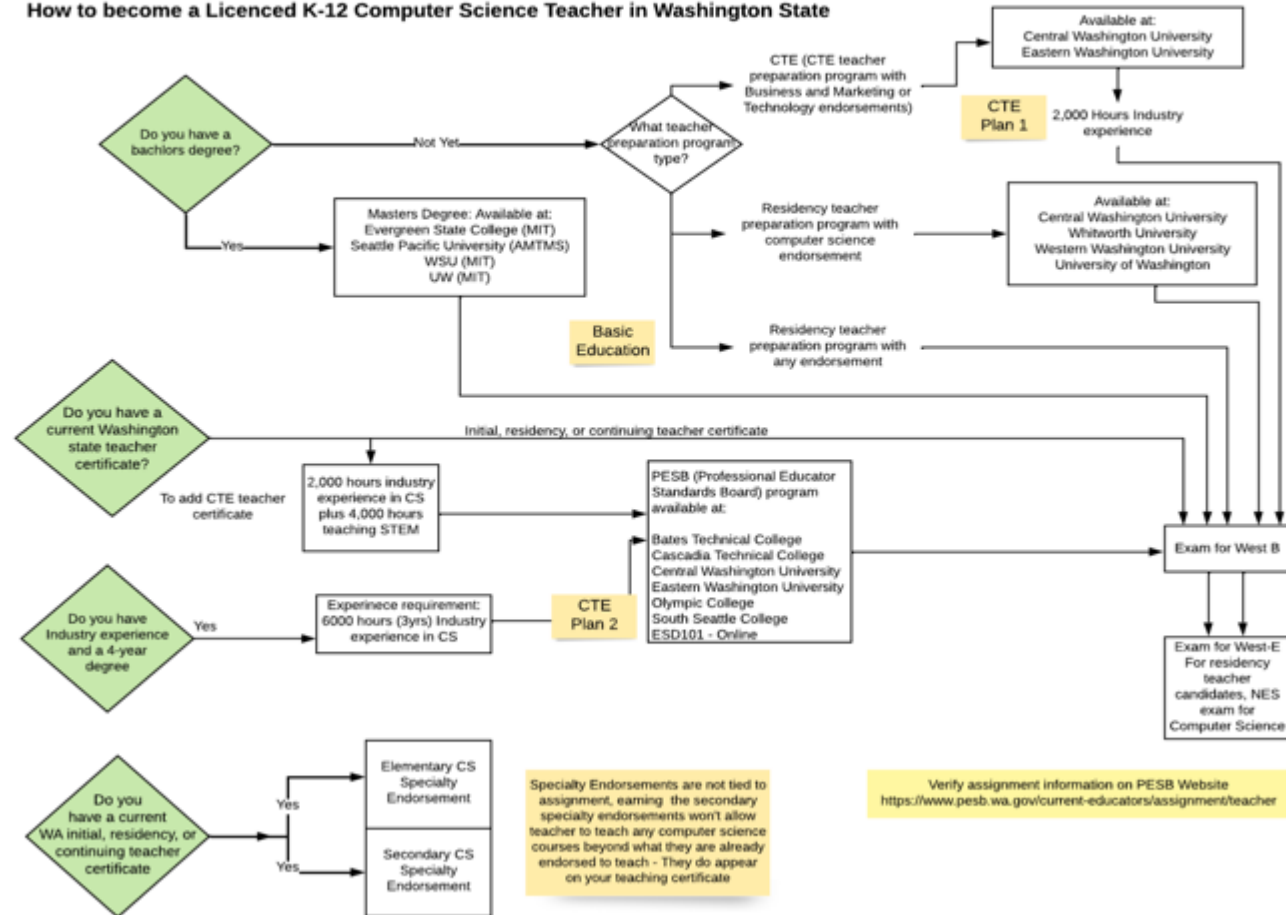 How to become a Licenced K-12 Computer Science Teacher in Washington State
Available at:
Central Washington University
Eastern Washington University
CTE (CTE teacher
preparation program with
Business and Marketing or
Technology endorsements)
CTE
Plan 1
2,000 Hours Industry
experience
Do you have a
bachlors degree?
Not Yet
What teacher
preparation program
type?
Yes
Masters Degree: Available at:
Evergreen State College (MIT)
Seattle Pacific University (AMTMS)
WSU (MIT)
UW (MIT)
Residency teacher
preparation program with
computer science
endorsement
Available at:
Central Washington University
Whitworth University
Western Washington University
University of Washington
Basic
Education
Residency teacher
preparation program with
any endorsement
Do you have a
current Washington
state teacher
certificate?
Initial, residency, or continuing teacher certificate
To add CTE teacher
certificate
2,000 hours industry
experience in CS
plus 4,000 hours
teaching STEM
PESB (Professional Educator
Standards Board) program
available at:
Bates Technical College
Cascadia Technical College
Central Washington University
Eastern Washington University
Olympic College
South Seattle College
ESD101 - Online
Exam for West B
Do you have
Industry experience
and a 4-year
degree
Yes
Experinece requirement:
6000 hours (3yrs) Industry
experience in CS
CTE
Plan 2
Exam for West-E
For residency
teacher
candidates, NES
exam for
Computer Science
Do you
have a current
WA initial, residency, or
continuing teacher
certificate
Yes
Yes
Elementary CS
Specialty
Endorsement
Secondary CS
Specialty
Endorsement
Specialty Endorsements are not tied to
assignment, earning the secondary
specialty endorsements won't allow
teacher to teach any computer science
courses beyond what they are already
endorsed to teach - They do appear
on your teaching certificate
Verify assignment information on PESB Website
https://www.pesb.wa.gov/current-educators/assignment/teacher